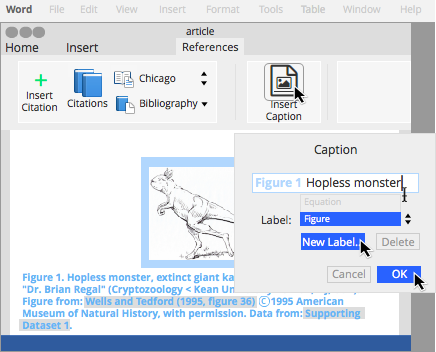 Word File Edit View Insert Format Tools Table Window Help
article
Home Insert References
Insert
Citation
Citations
Chicago
Bibliography
Insert
Caption
Caption
Figure 1 Hopless monster
Equation
Label: Figure
New Label.. Delete
Cancel OK
Figure 1. Hopless monster, extinct giant ka
"Dr. Brian Regal" (Cryptozoology < Kean Un
Figure from: Wells and Tedford (1995, figure 36) ©1995 American
Museum of Natural History, with permission. Data from: Supporting
Dataset 1.